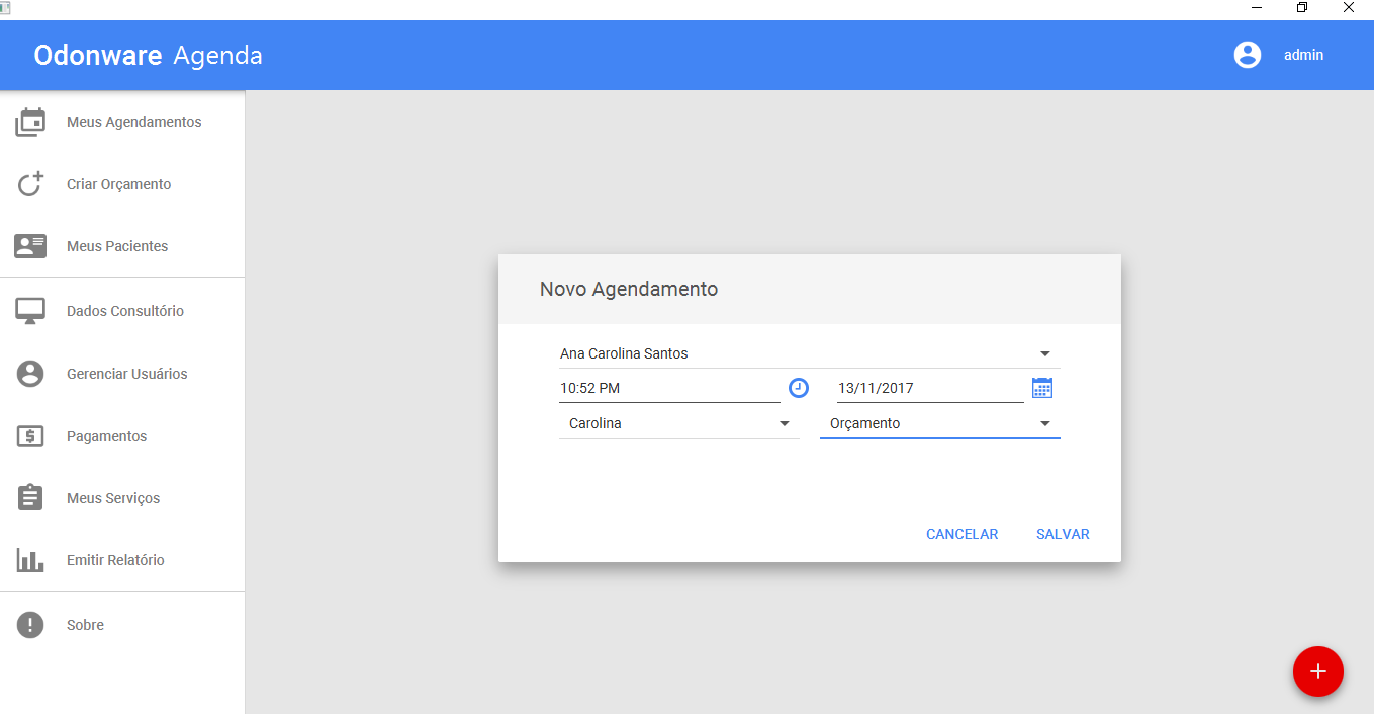 Odonware Agenda
admin
Meus Agendamentos
Criar Orçamento
Meus Pacientes
Dados Consultório
Gerenciar Usuários
Pagamentos
Meus Serviços
Emitir Relatório
Sobre
Novo Agendamento
Ana Carolina Santos
10:52 PM 13/11/2017
Carolina Orçamento
CANCELAR SALVAR